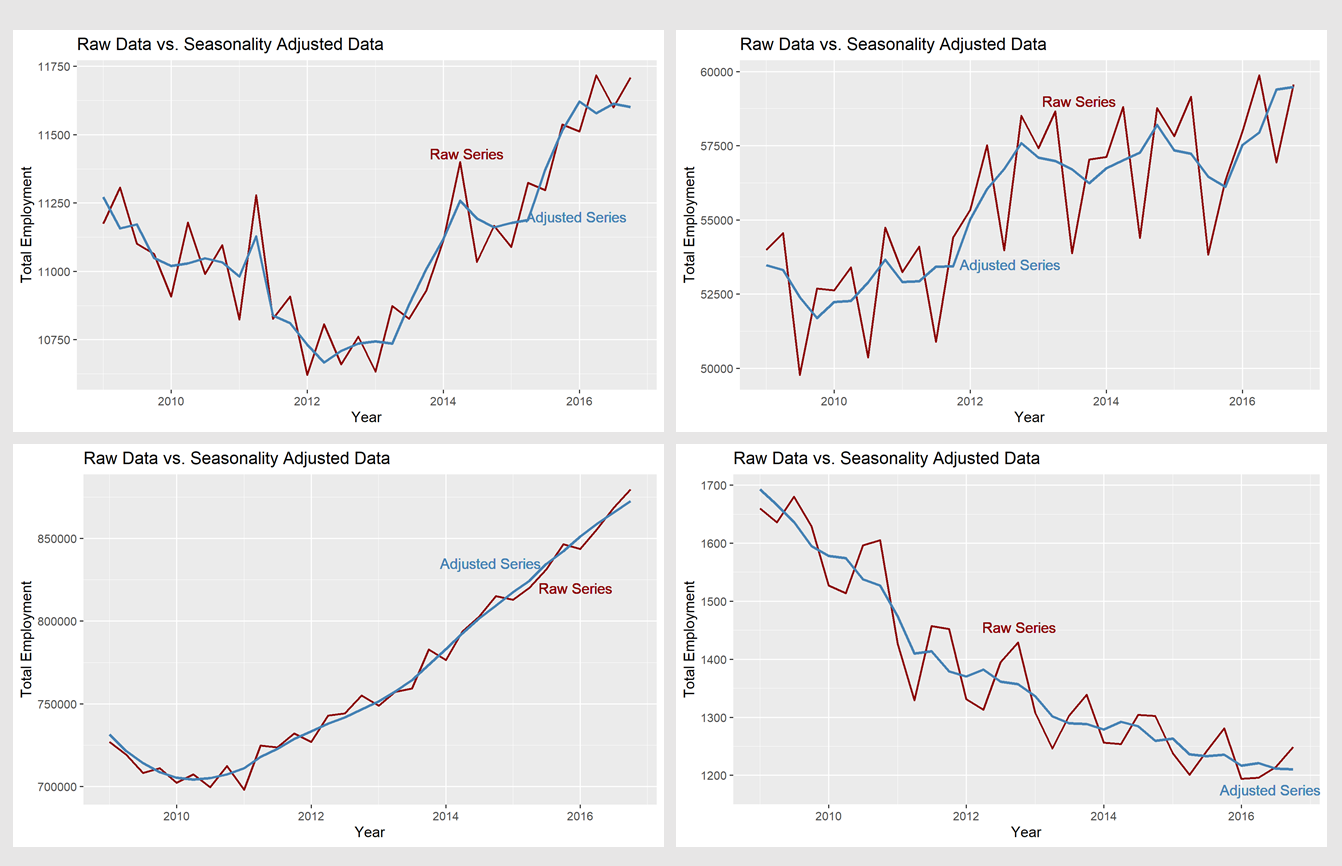 Raw Data vs. Seasonality Adjusted Data
11750
11500
11250
11000
10750
Total Employment
Raw Series
Adjusted Series
2010 2012 2014 2016
Year
Raw Data vs. Seasonality Adjusted Data
60000
57500
55000
52500
50000
Total Employment
Raw Series
Adjusted Series
2010 2012 2014 2016
Year
Raw Data vs. Seasonality Adjusted Data
850000
800000
750000
700000
Total Employment
Adjusted Series
Raw Series
2010 2012 2014 2016
Year
Raw Data vs. Seasonality Adjusted Data
1700
1600
1500
1400
1300
1200
Total Employment
Raw Series
Adjusted Series
2010 2012 2014 2016
Year